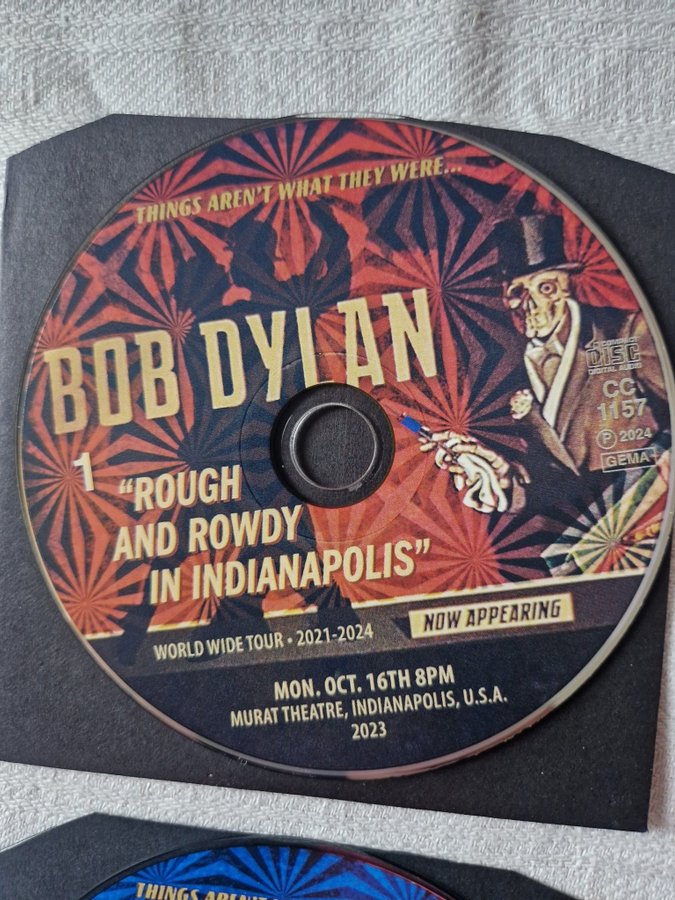 THINGS AREN'T WHAT THEY WERE...
BOB DYLAN
COMPACT
DISC
DIGITAL AUDIO
CC
1157
Ⓟ 2024
GEMA
1
"ROUGH
AND ROWDY
IN INDIANAPOLIS"
NOW APPEARING
WORLD WIDE TOUR • 2021-2024
MON. OCT. 16TH 8PM
MURAT THEATRE, INDIANAPOLIS, U.S.A.
2023
THINGS AREN'T